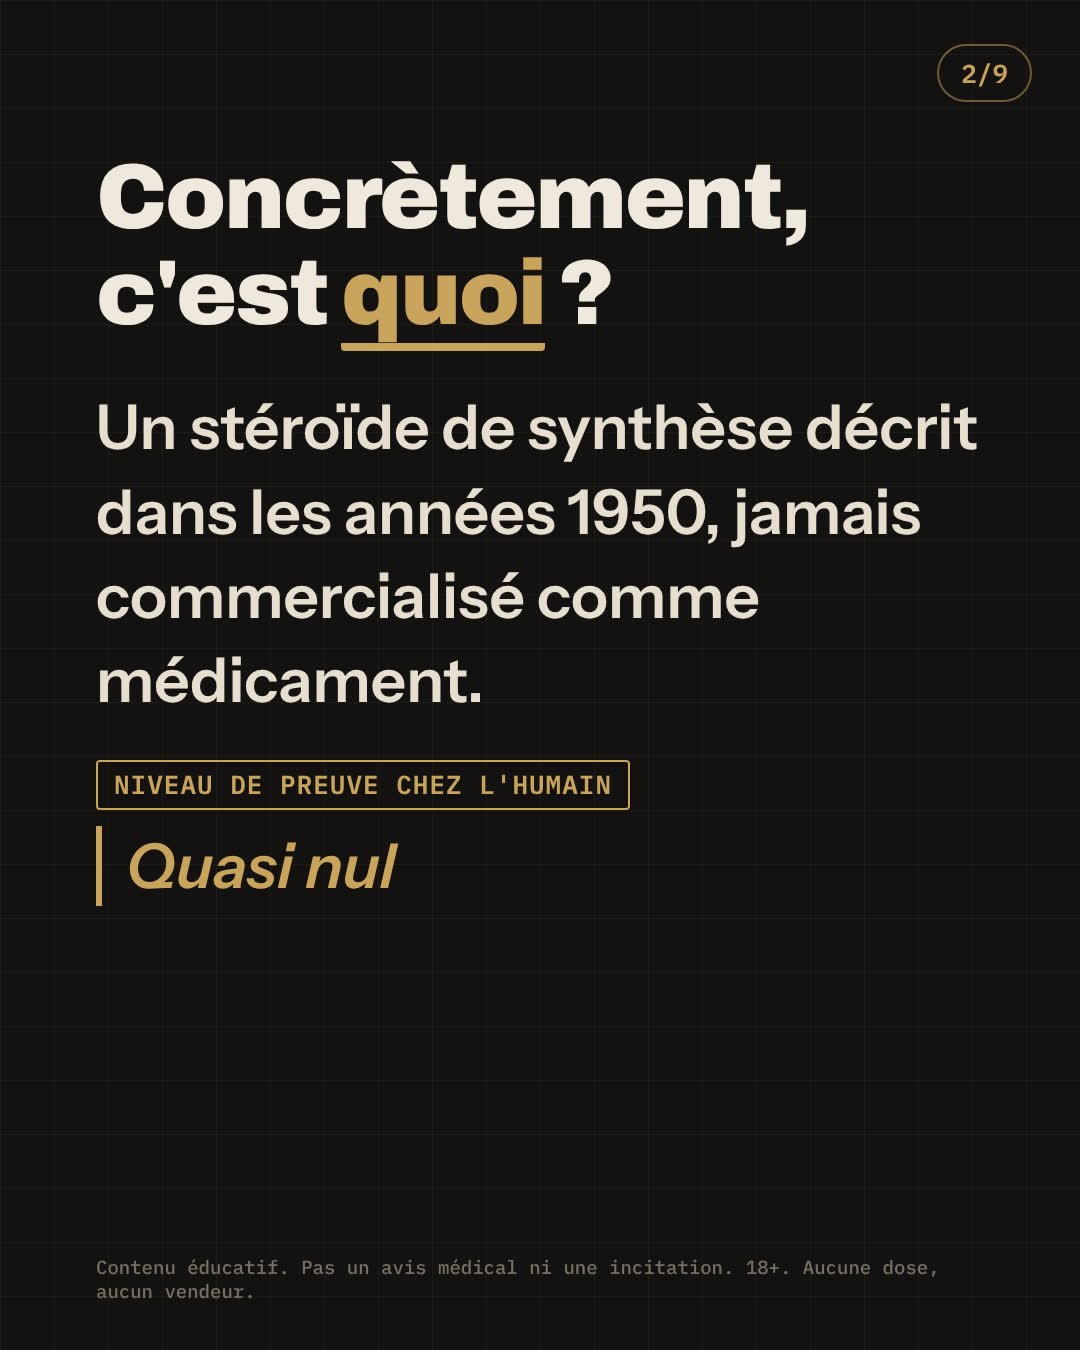 2/9
Concrètement,
c'est quoi ?
Un stéroïde de synthèse décrit
dans les années 1950, jamais
commercialisé comme
médicament.
NIVEAU DE PREUVE CHEZ L'HUMAIN
Quasi nul
Contenu éducatif. Pas un avis médical ni une incitation. 18+. Aucune dose,
aucun vendeur.